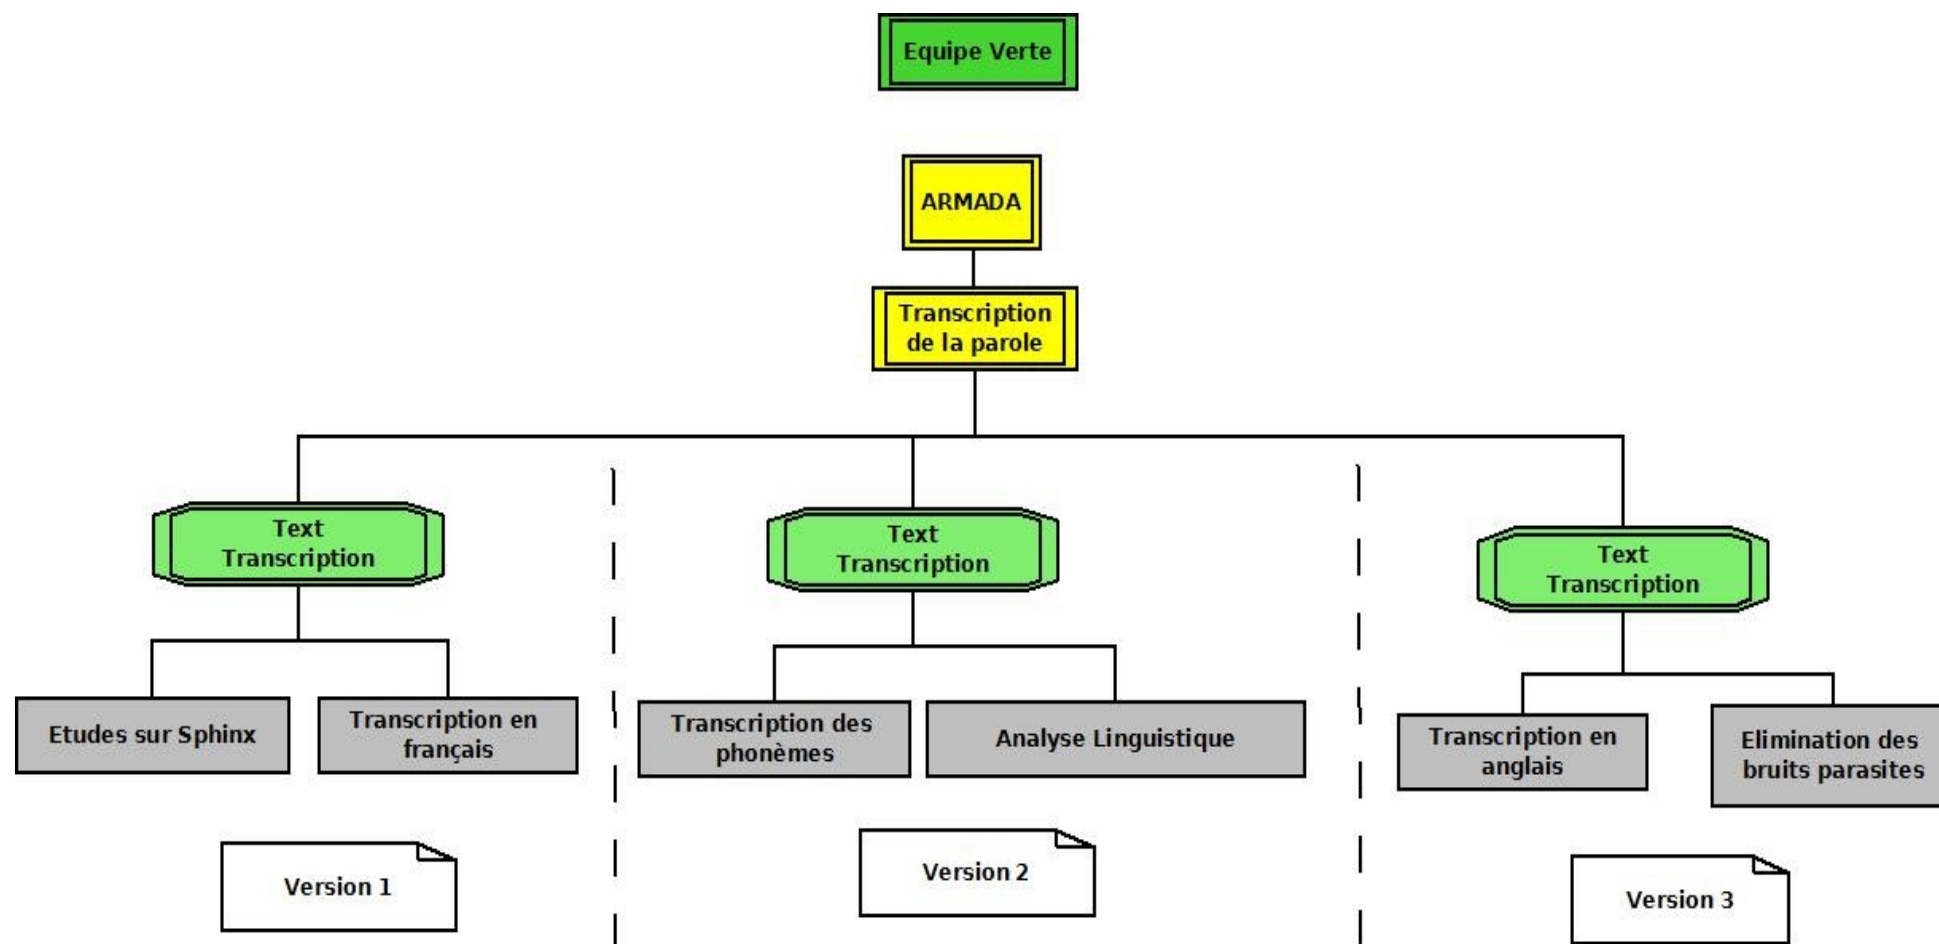 Equipe Verte
ARMADA
Transcription
de la parole
Text
Transcription
Text
Transcription
Text
Transcription
Etudes sur Sphinx
Transcription en
français
Transcription des
phonèmes
Analyse Linguistique
Transcription en
anglais
Elimination des
bruits parasites
Version 1
Version 2
Version 3